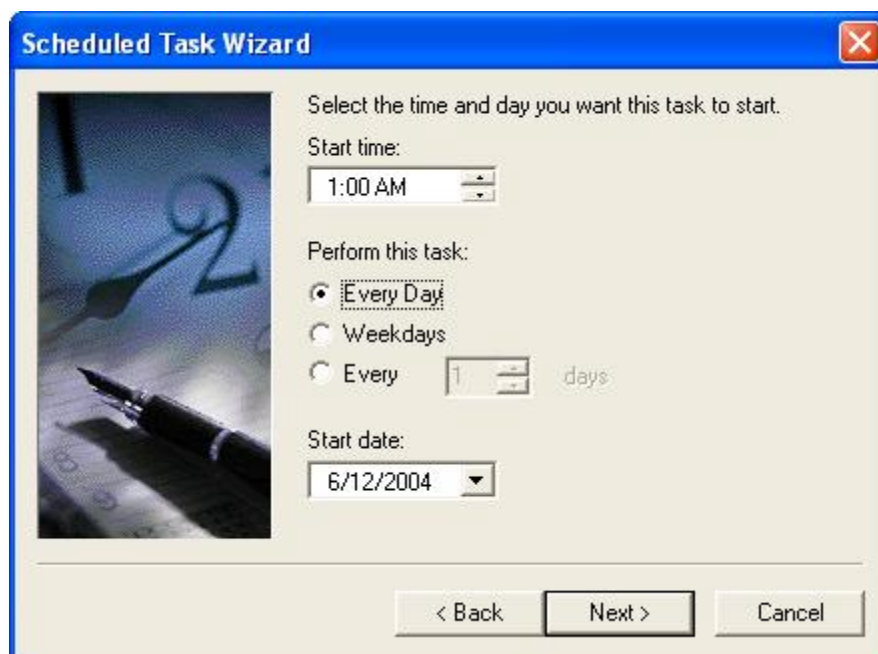 Scheduled Task Wizard
Select the time and day you want this task to start.
Start time:
1:00 AM
Perform this task:
Every Day
Weekdays
Every 1 days
Start date:
6/12/2004
< Back Next > Cancel
2